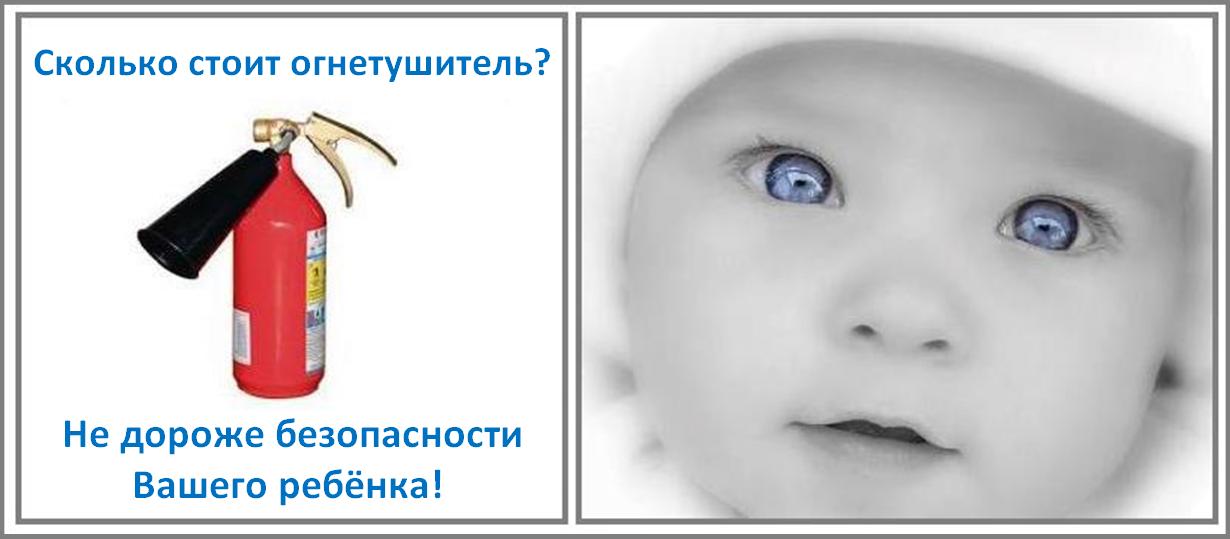 Сколько стоит огнетушитель?
Не дороже безопасности
Вашего ребёнка!